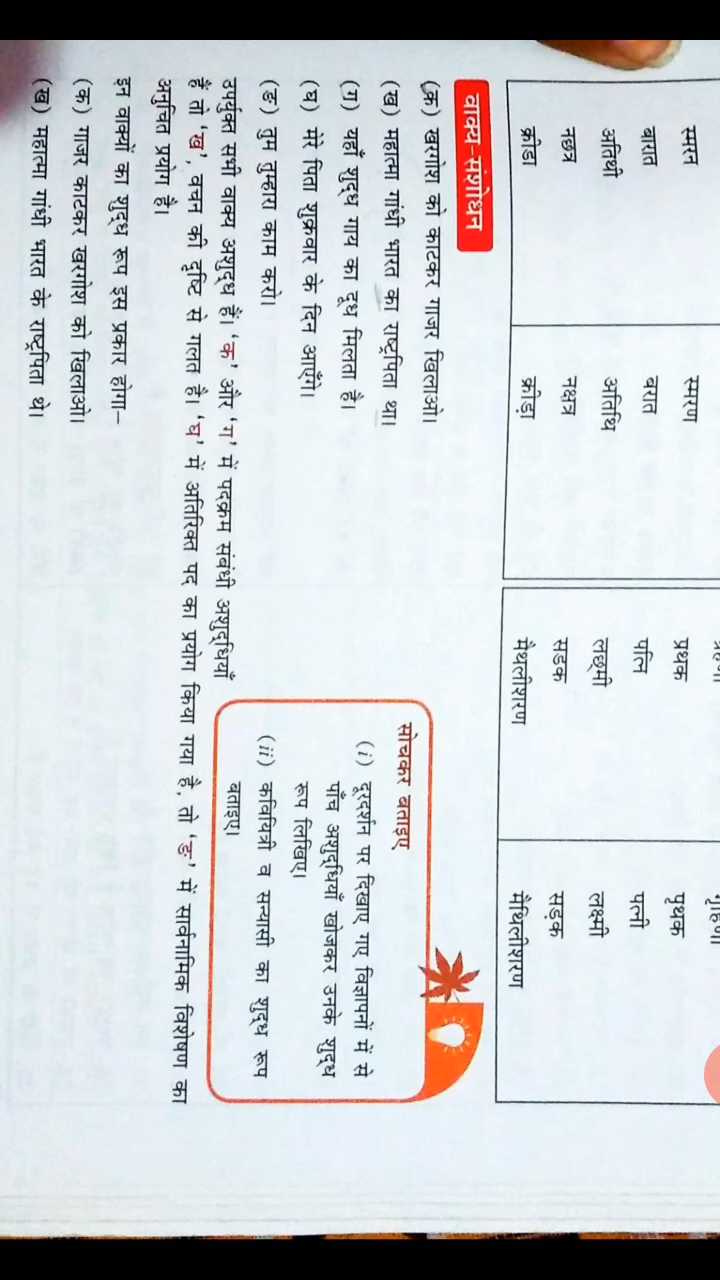 समन स्मरण
बारात बरात प्रथक पृथक
अतिथी अतिथि पत्नि पत्नी
नछत्र नक्षत्र लछ्मी लक्ष्मी
क्रीडा क्रीड़ा सडक सड़क
मैथलीशरण मैथिलीशरण
वाक्य-संशोधन
(क) खरगोश को काटकर गाजर खिलाओ।
(ख) महात्मा गांधी भारत का राष्ट्रपिता था।
(ग) यहाँ शुद्ध गाय का दूध मिलता है।
(घ) मेरे पिता शुक्रवार के दिन आएँगे।
(ङ) तुम तुम्हारा काम करो।
सोचकर बताइए
(i) दूरदर्शन पर दिखाए गए विज्ञापनों में से
पाँच अशुद्धियाँ खोजकर उनके शुद्ध
रूप लिखिए।
(ii) कवियित्री व सन्यासी का शुद्ध रूप
बताइए।
उपर्युक्त सभी वाक्य अशुद्ध हैं। 'क' और 'ग' में पदक्रम संबंधी अशुद्धियाँ
हैं तो 'ख', वचन की दृष्टि से गलत है। 'घ' में अतिरिक्त पद का प्रयोग किया गया है, तो 'ङ' में सार्वनामिक विशेषण का
अनुचित प्रयोग है।
इन वाक्यों का शुद्ध रूप इस प्रकार होगा–
(क) गाजर काटकर खरगोश को खिलाओ।
(ख) महात्मा गांधी भारत के राष्ट्रपिता थे।